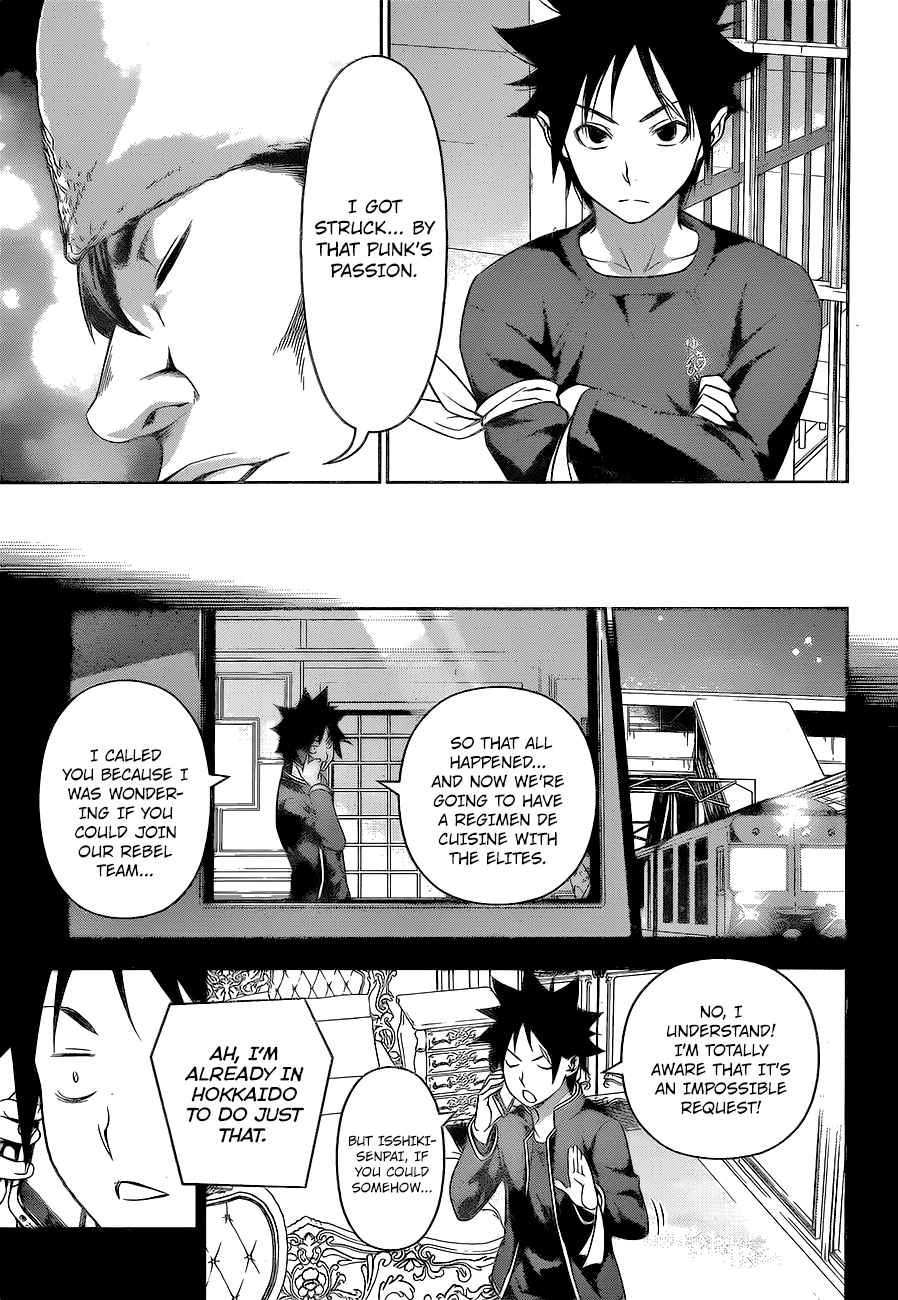 I GOT
STRUCK... BY
THAT PUNK'S
PASSION.
SO THAT ALL
HAPPENED...
AND NOW WE'RE
GOING TO HAVE
A REGIMEN DE
CUISINE WITH
THE ELITES.
I CALLED
YOU BECAUSE I
WAS WONDER-
ING IF YOU
COULD JOIN
OUR REBEL
TEAM...
NO, I
UNDERSTAND!
I'M TOTALLY
AWARE THAT IT'S
AN IMPOSSIBLE
REQUEST!
BUT ISSHIKI-
SENPAI, IF
YOU COULD
SOMEHOW...
AH, I'M
ALREADY IN
HOKKAIDO
TO DO JUST
THAT.